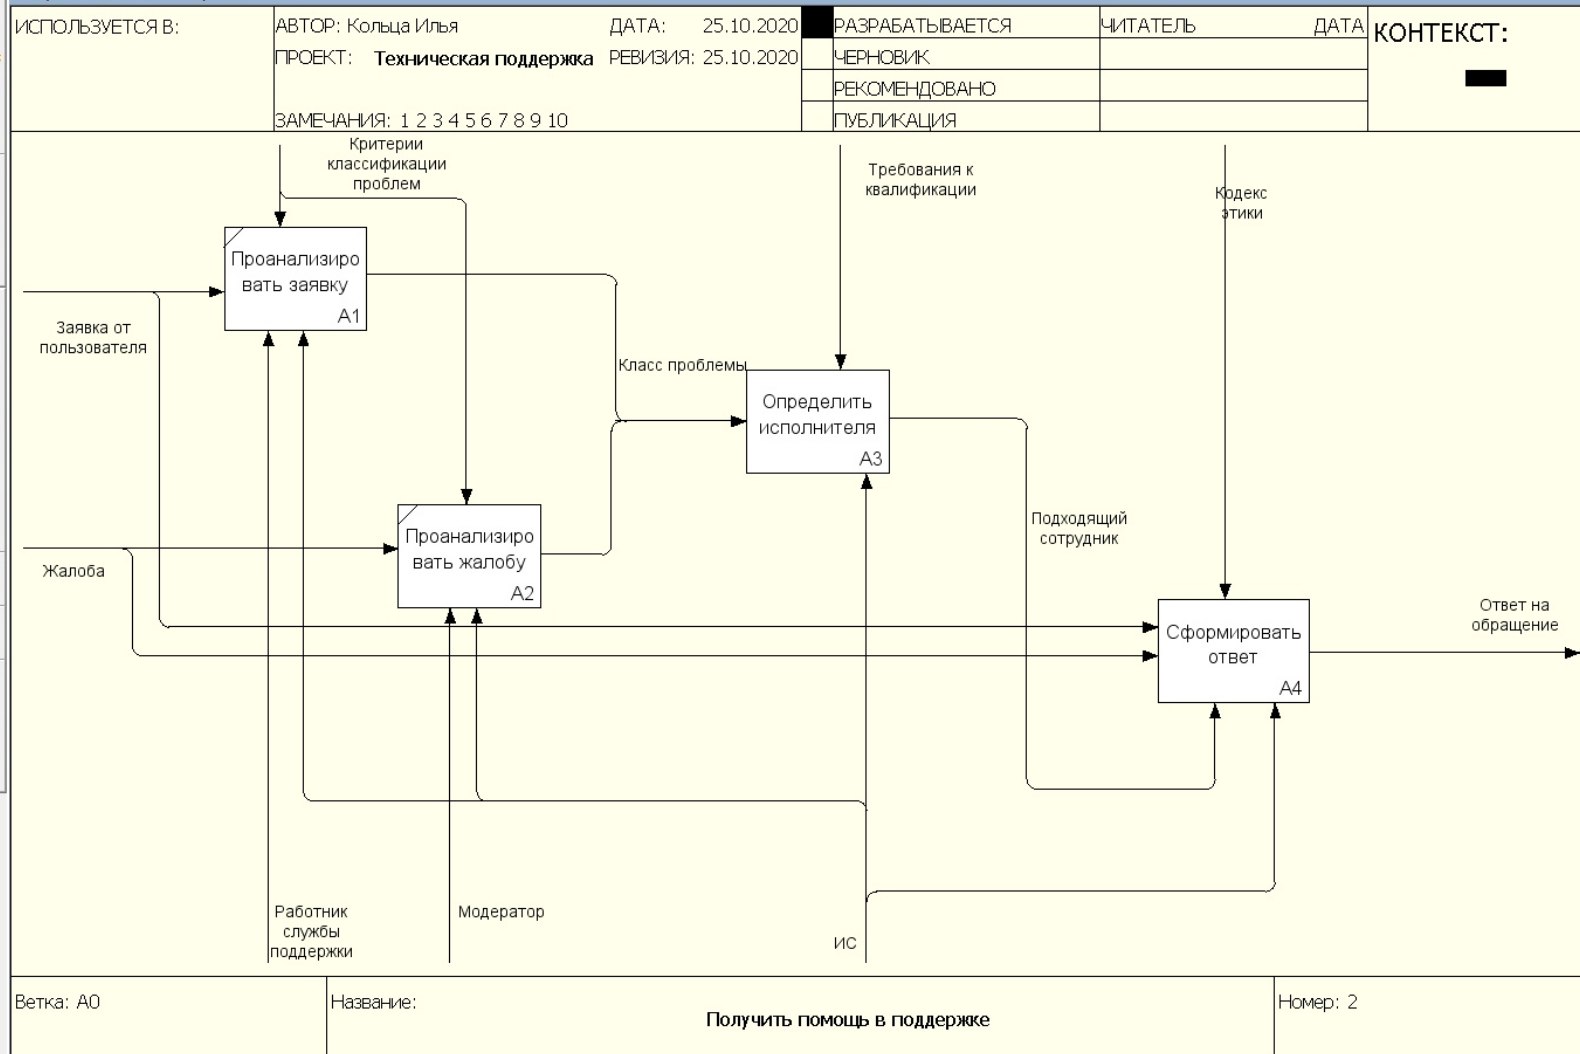 ИСПОЛЬЗУЕТСЯ В:
АВТОР: Кольца Илья
ДАТА: 25.10.2020
ПРОЕКТ: Техническая поддержка
РЕВИЗИЯ: 25.10.2020
ЗАМЕЧАНИЯ: 1 2 3 4 5 6 7 8 9 10
РАЗРАБАТЫВАЕТСЯ
ЧЕРНОВИК
РЕКОМЕНДОВАНО
ПУБЛИКАЦИЯ
ЧИТАТЕЛЬ
ДАТА
КОНТЕКСТ:
Критерии
классификации
проблем
Требования к
квалификации
Кодекс
этики
Проанализиро
вать заявку
A1
Заявка от
пользователя
Класс проблемы
Определить
исполнителя
A3
Проанализиро
вать жалобу
A2
Жалоба
Подходящий
сотрудник
Сформировать
ответ
A4
Ответ на
обращение
Работник
службы
поддержки
Модератор
ИС
Ветка: A0
Название:
Получить помощь в поддержке
Номер: 2